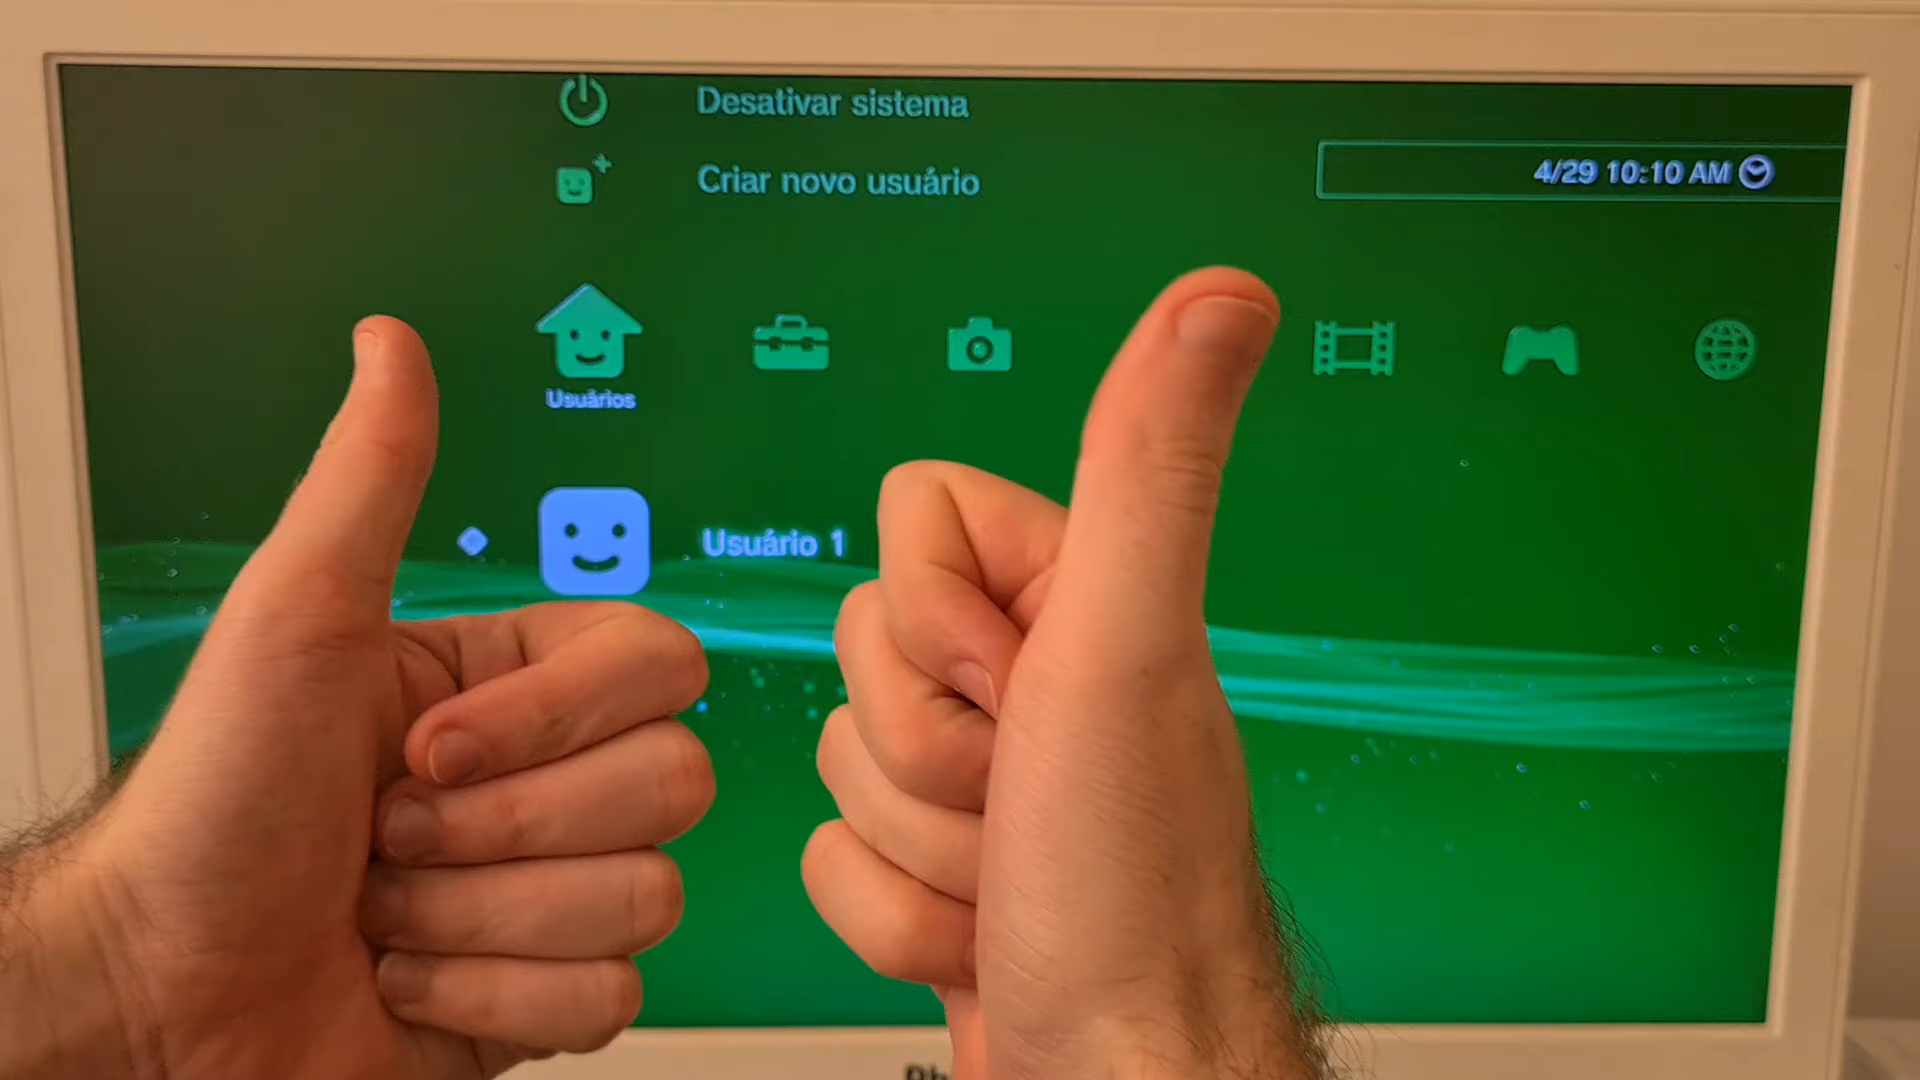 Desativar sistema
Criar novo usuário
4/29 10:10 AM
Usuários
Usuário 1